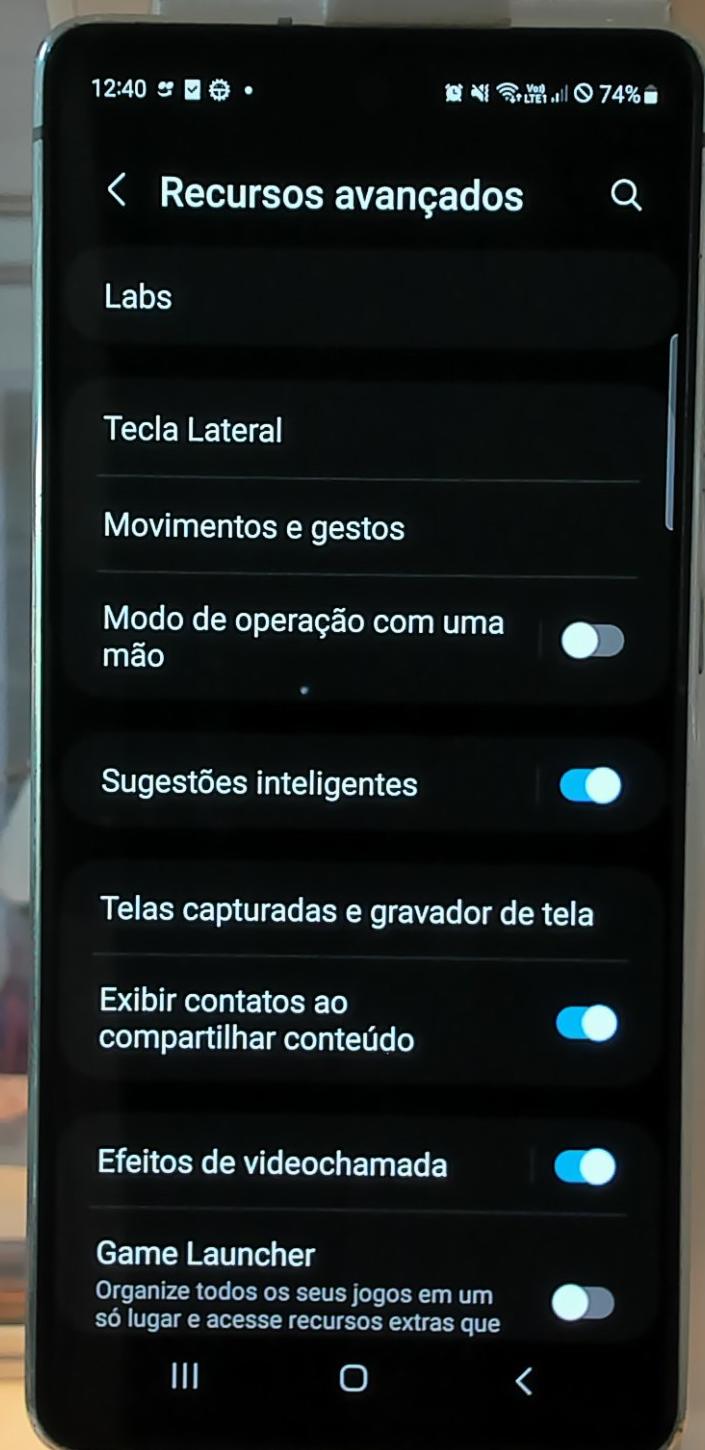 12:40
Vo))
LTE1
74%
Recursos avançados
Labs
Tecla Lateral
Movimentos e gestos
Modo de operação com uma
mão
Sugestões inteligentes
Telas capturadas e gravador de tela
Exibir contatos ao
compartilhar conteúdo
Efeitos de videochamada
Game Launcher
Organize todos os seus jogos em um
só lugar e acesse recursos extras que